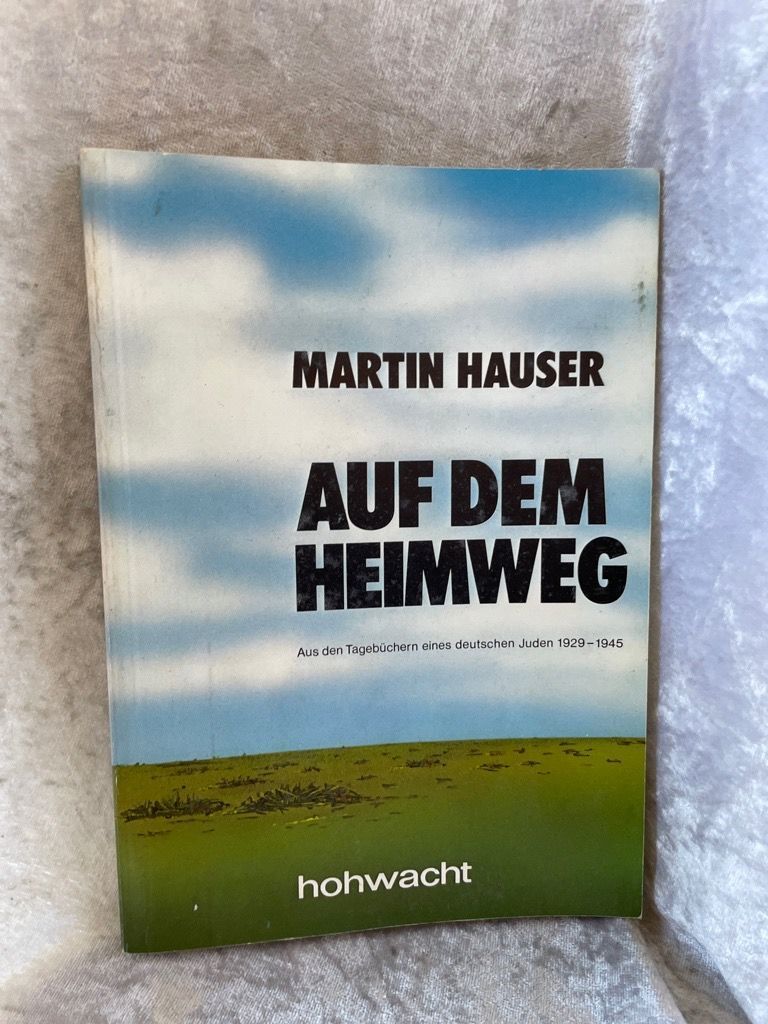 MARTIN HAUSER
AUF DEM
HEIMWEG
Aus den Tagebüchern eines deutschen Juden 1929–1945
hohwacht